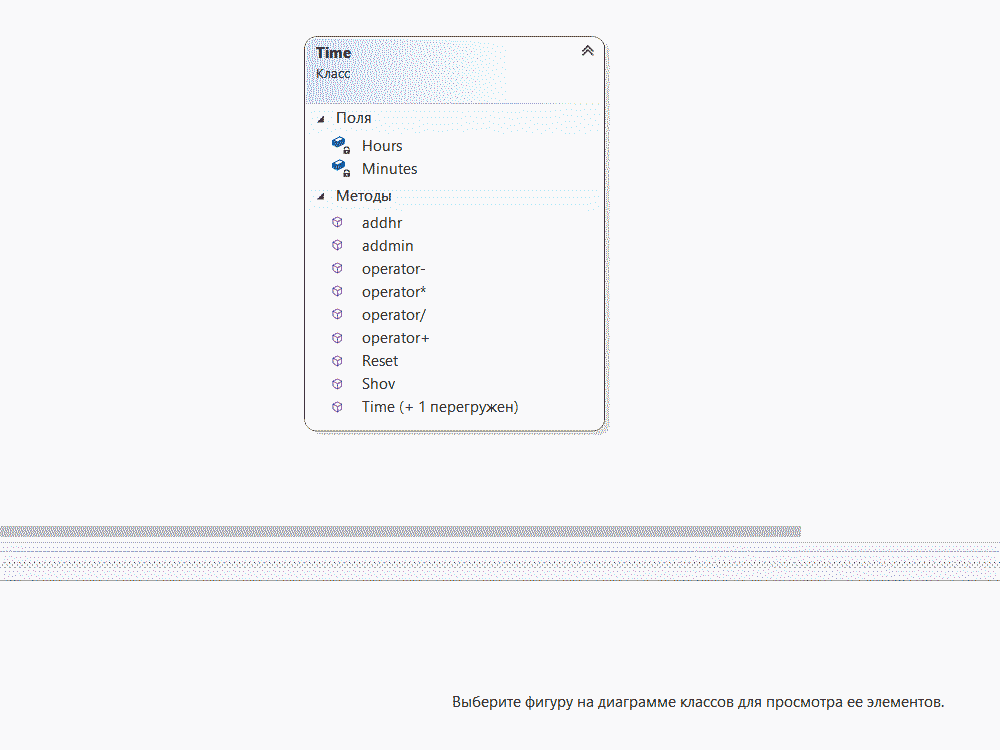 Time
Класс
Поля
Hours
Minutes
Методы
addhr
addmin
operator-
operator*
operator/
operator+
Reset
Shov
Time (+ 1 перегружен)
Выберите фигуру на диаграмме классов для просмотра ее элементов.